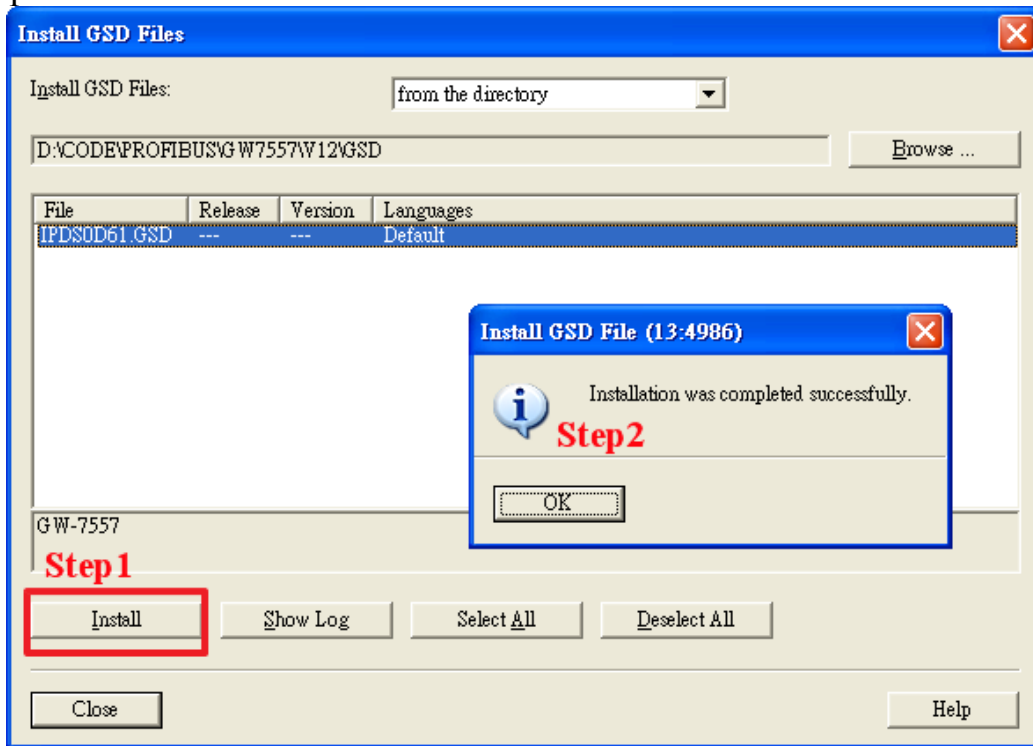 Install GSD Files
Install GSD Files:
from the directory
D:\CODE\PROFIBUS\GW7557\V12\GSD
Browse ...
File Release Version Languages
IPDS0D61.GSD --- --- Default
Install GSD File (13:4986)
Installation was completed successfully.
Step2
OK
GW-7557
Step1
Install Show Log Select All Deselect All
Close Help